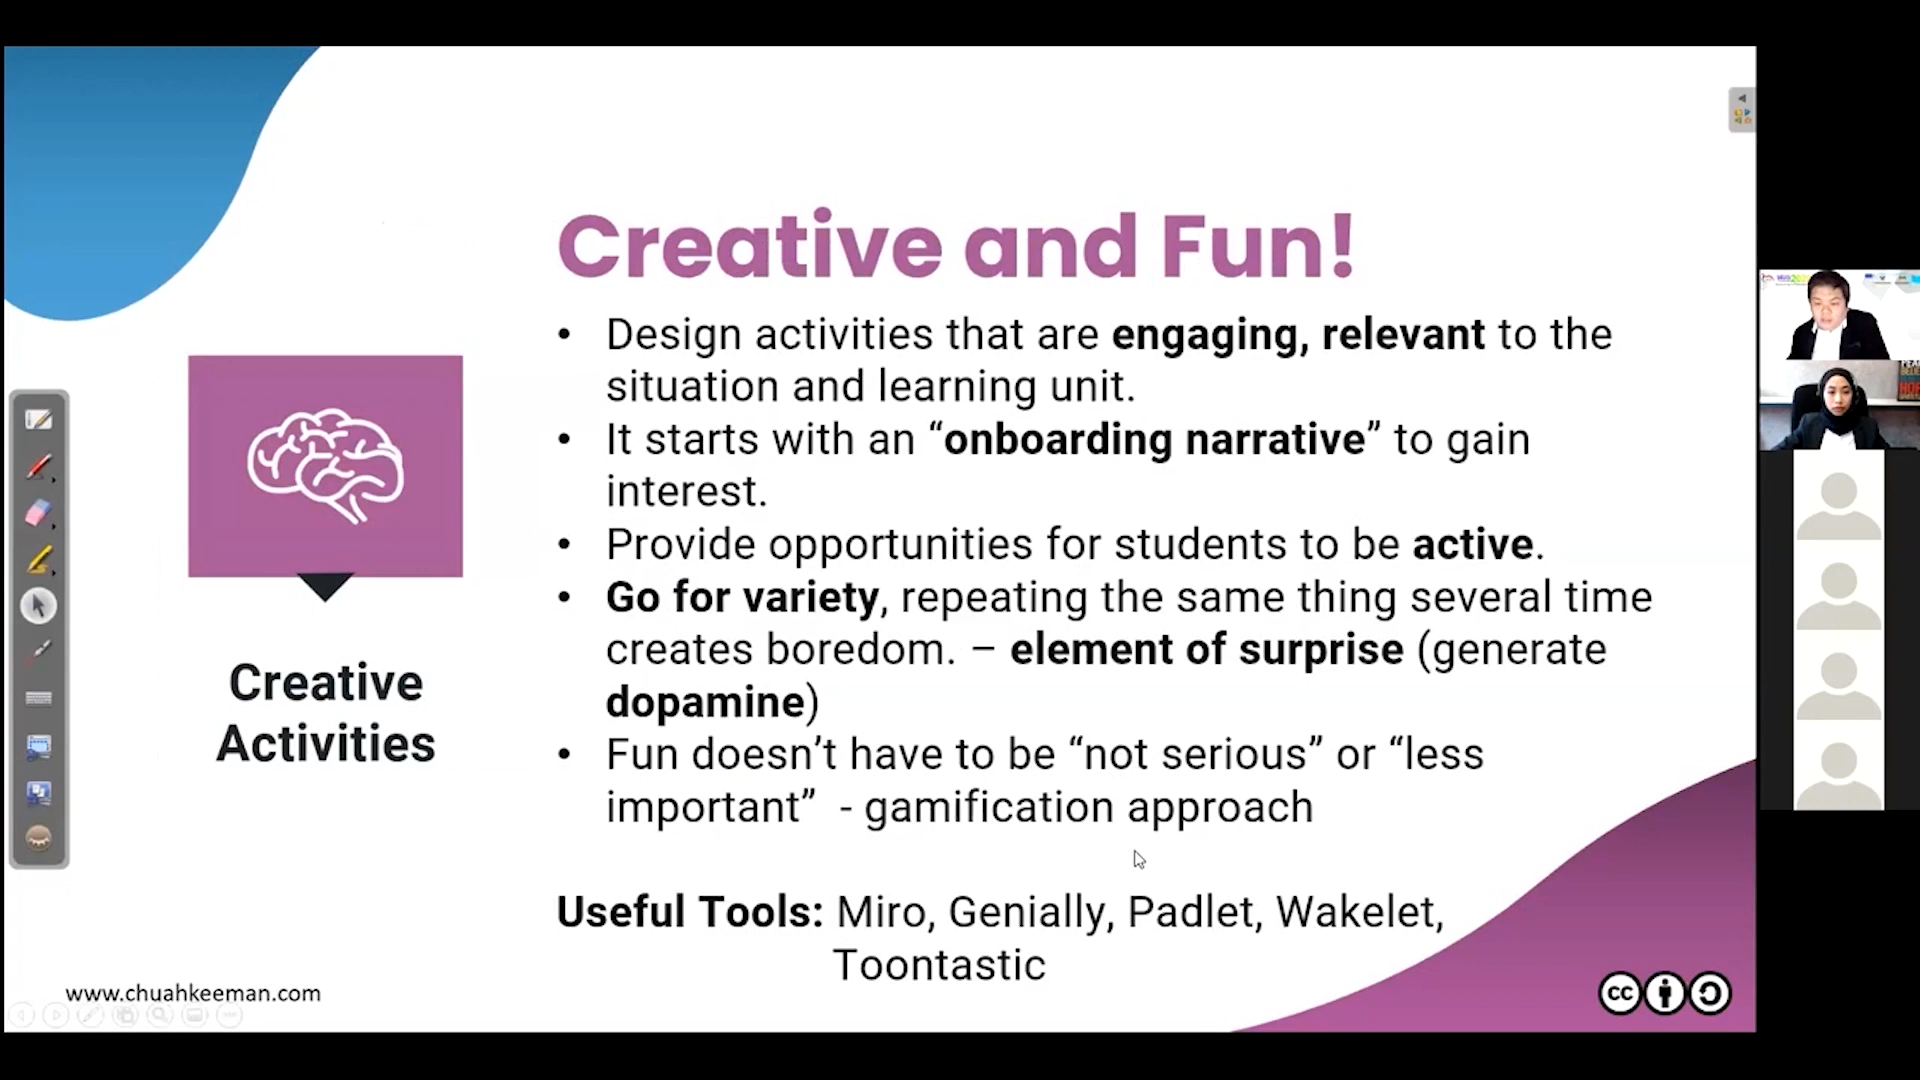 Creative and Fun!
• Design activities that are engaging, relevant to the
situation and learning unit.
• It starts with an “onboarding narrative” to gain
interest.
• Provide opportunities for students to be active.
• Go for variety, repeating the same thing several time
creates boredom. – element of surprise (generate
dopamine)
• Fun doesn’t have to be “not serious” or “less
important” - gamification approach
Creative
Activities
Useful Tools: Miro, Genially, Padlet, Wakelet,
Toontastic
www.chuahkeeman.com
cc